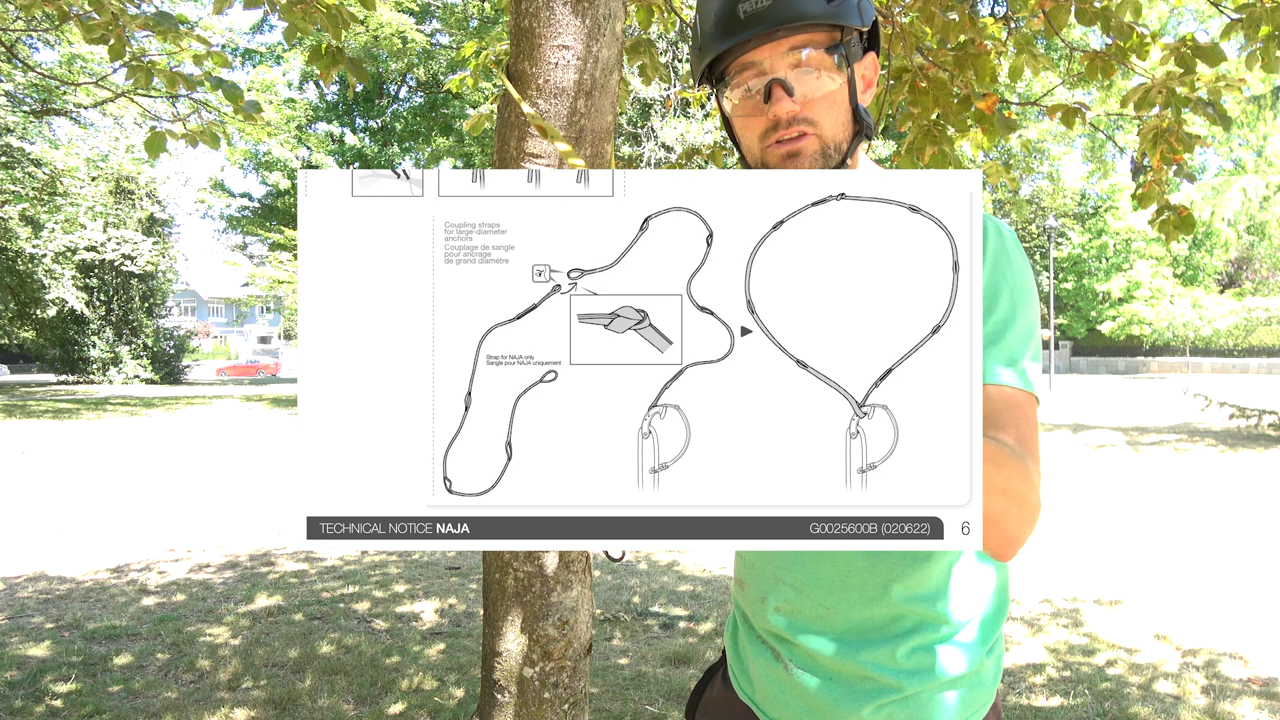 PETZL
Coupling straps
for large-diameter
anchors
Couplage de sangle
pour ancrage
de grand diamètre
Strap for NAJA only.
Sangle pour NAJA uniquement
TECHNICAL NOTICE NAJA
G0025600B (020622)
6